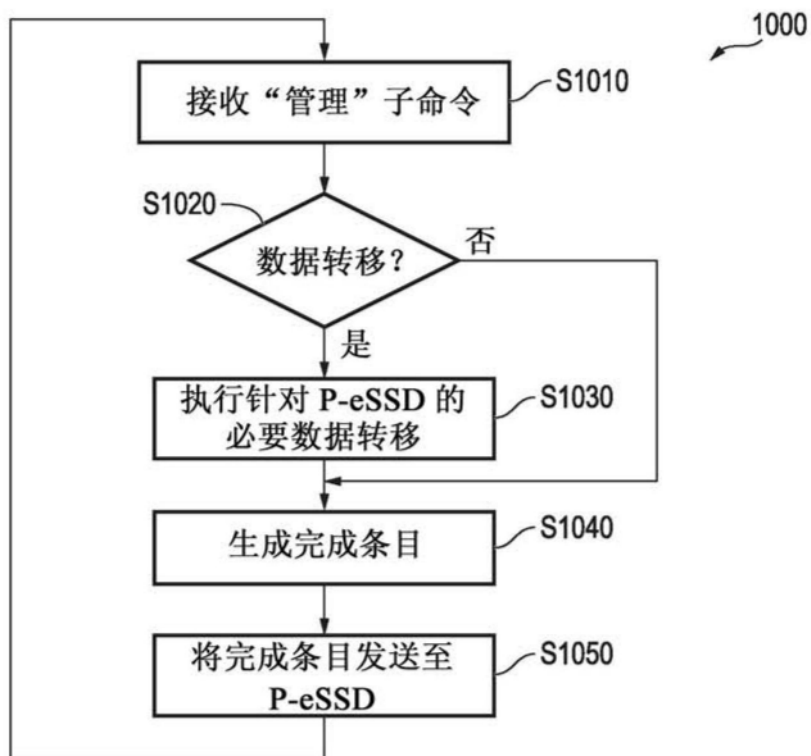 1000
接收“管理”子命令
S1010
S1020
数据转移？
否
是
执行针对 P-eSSD 的
必要数据转移
S1030
生成完成条目
S1040
将完成条目发送至
P-eSSD
S1050